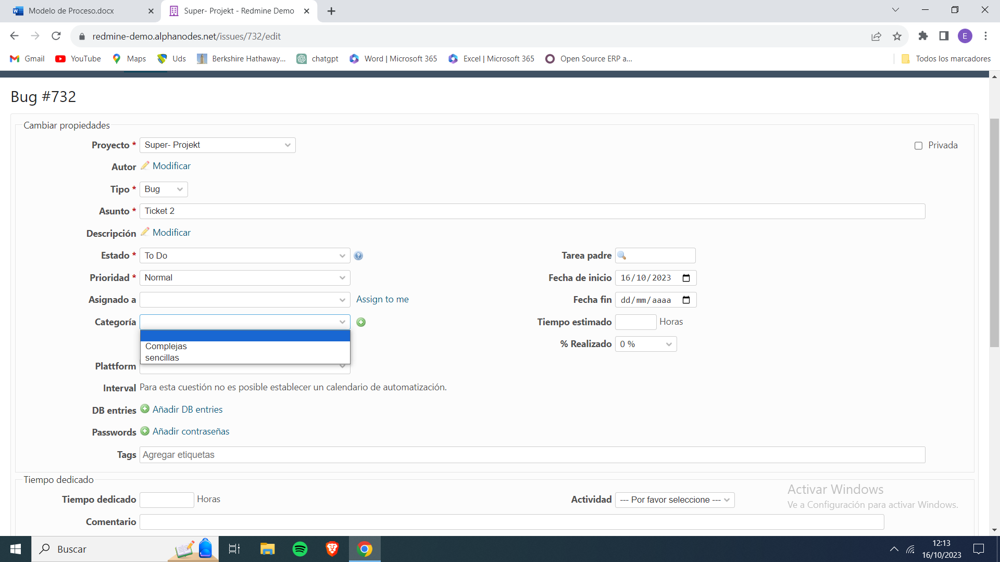 Modelo de Proceso.docx
Super- Projekt - Redmine Demo
redmine-demo.alphanodes.net/issues/732/edit
E
Gmail YouTube Maps Uds Berkshire Hathaway... chatgpt Word | Microsoft 365 Excel | Microsoft 365 Open Source ERP a... Todos los marcadores
Bug #732
Cambiar propiedades
Proyecto * Super- Projekt Privada
Autor Modificar
Tipo * Bug
Asunto * Ticket 2
Descripción Modificar
Estado * To Do Tarea padre
Prioridad * Normal Fecha de inicio 16/10/2023
Asignado a Assign to me Fecha fin dd/mm/aaaa
Categoría Tiempo estimado Horas
Complejas % Realizado 0 %
sencillas
Plattform
Interval Para esta cuestión no es posible establecer un calendario de automatización.
DB entries Añadir DB entries
Passwords Añadir contraseñas
Tags Agregar etiquetas
Tiempo dedicado
Tiempo dedicado Horas Actividad --- Por favor seleccione ---
Comentario
Activar Windows
Ve a Configuración para activar Windows.
Buscar
12:13
16/10/2023